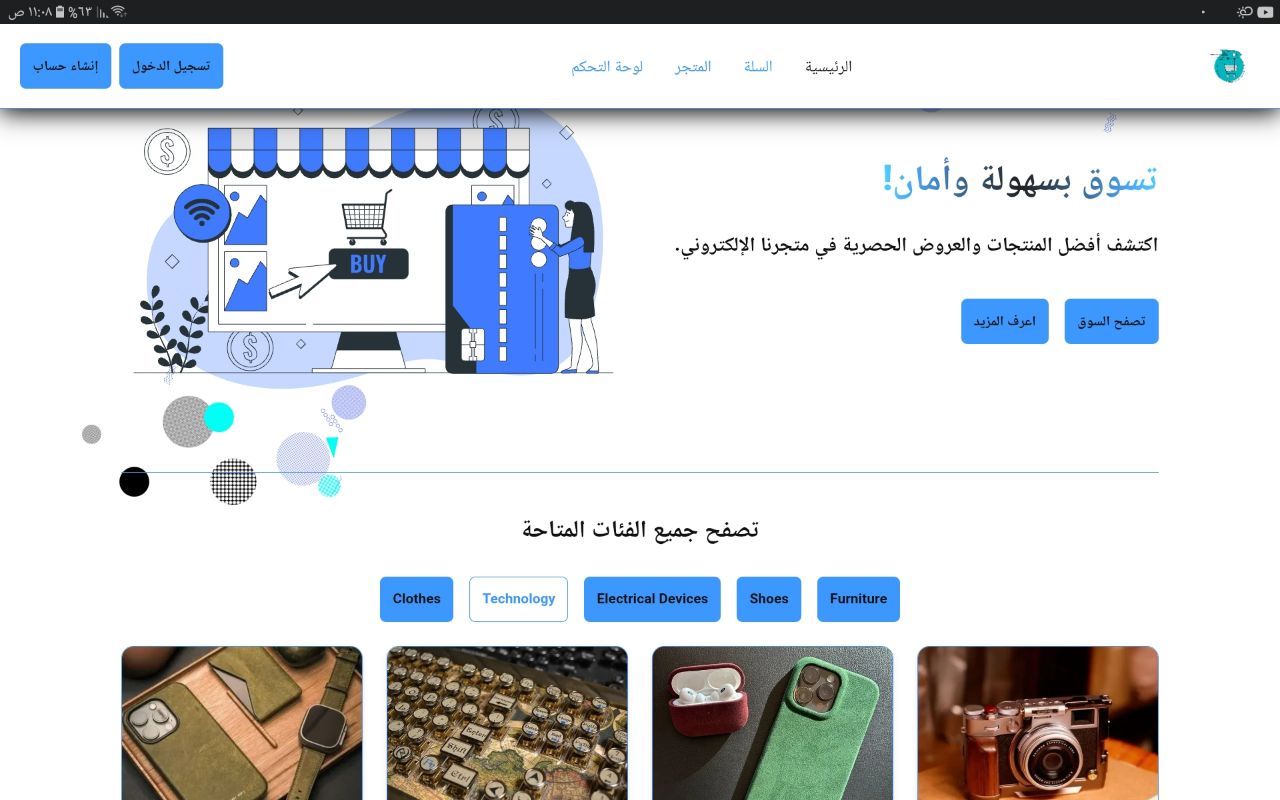 ١١:٠٨ ص ٪٦٣
الرئيسية
السلة
المتجر
لوحة التحكم
تسجيل الدخول
إنشاء حساب
تسوق بسهولة وأمان!
اكتشف أفضل المنتجات والعروض الحصرية في متجرنا الإلكتروني.
تصفح السوق
اعرف المزيد
BUY
تصفح جميع الفئات المتاحة
Clothes
Technology
Electrical Devices
Shoes
Furniture
Shift
Ctrl